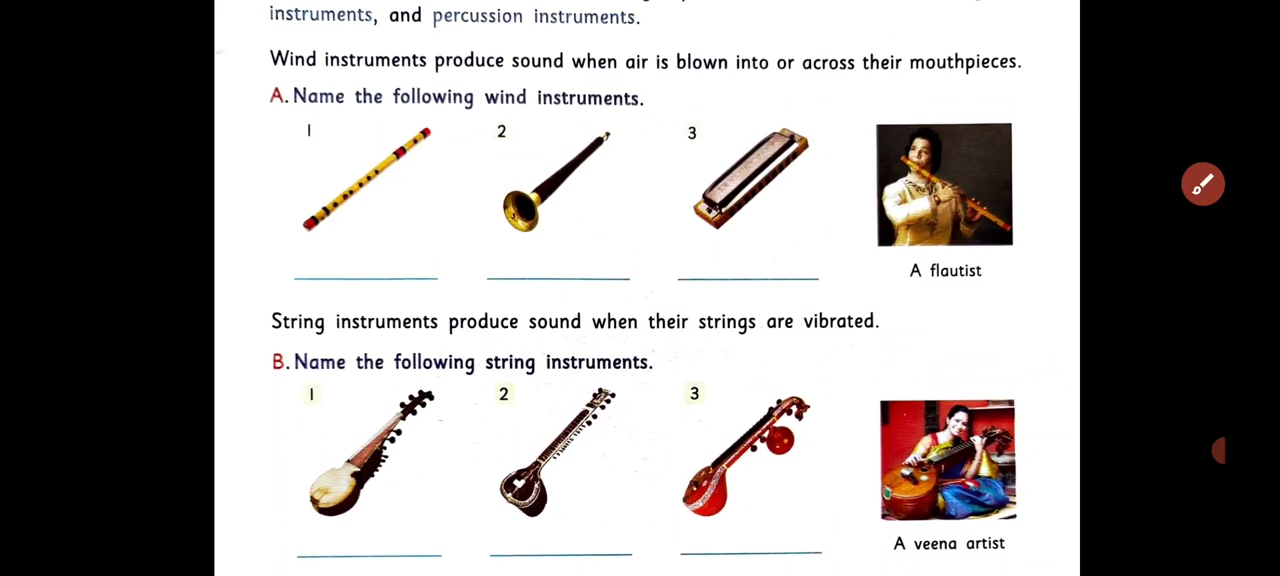 instruments, and percussion instruments.
Wind instruments produce sound when air is blown into or across their mouthpieces.
A. Name the following wind instruments.
1 2 3
A flautist
String instruments produce sound when their strings are vibrated.
B. Name the following string instruments.
1 2 3
A veena artist